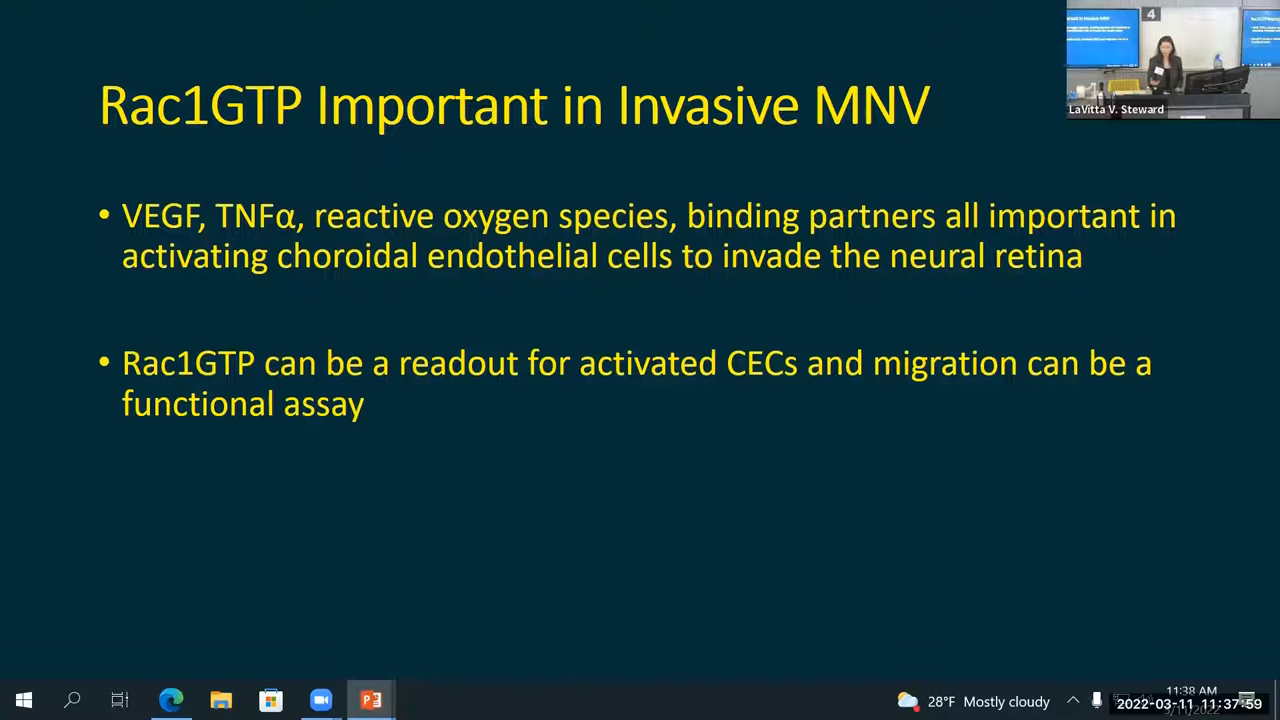 Rac1GTP Important in Invasive MNV
4
LaVitta V. Steward
• VEGF, TNFα, reactive oxygen species, binding partners all important in
activating choroidal endothelial cells to invade the neural retina
• Rac1GTP can be a readout for activated CECs and migration can be a
functional assay
28°F Mostly cloudy
11:38 AM
2022-03-11 11:37:59